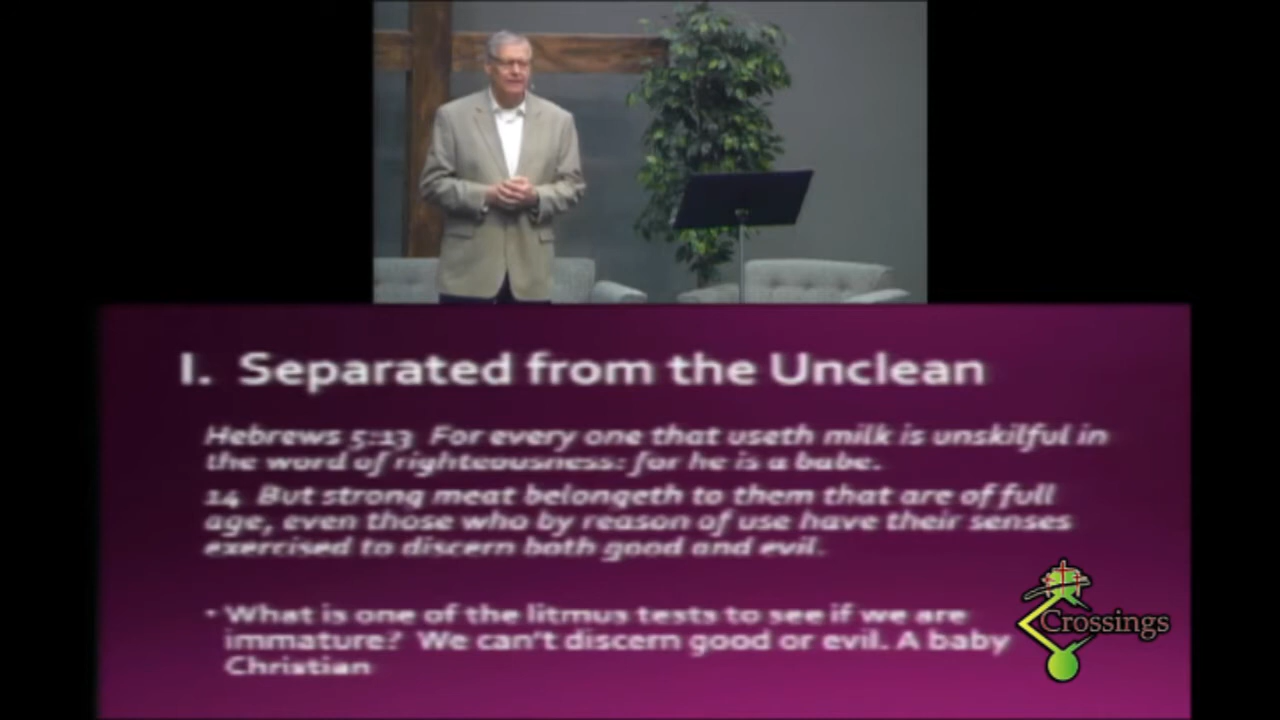 I. Separated from the Unclean
Hebrews 5:13 For every one that useth milk is unskilful in
the word of righteousness: for he is a babe.
14 But strong meat belongeth to them that are of full
age, even those who by reason of use have their senses
exercised to discern both good and evil.
• What is one of the litmus tests to see if we are
immature? We can't discern good or evil. A baby
Christian
Crossings